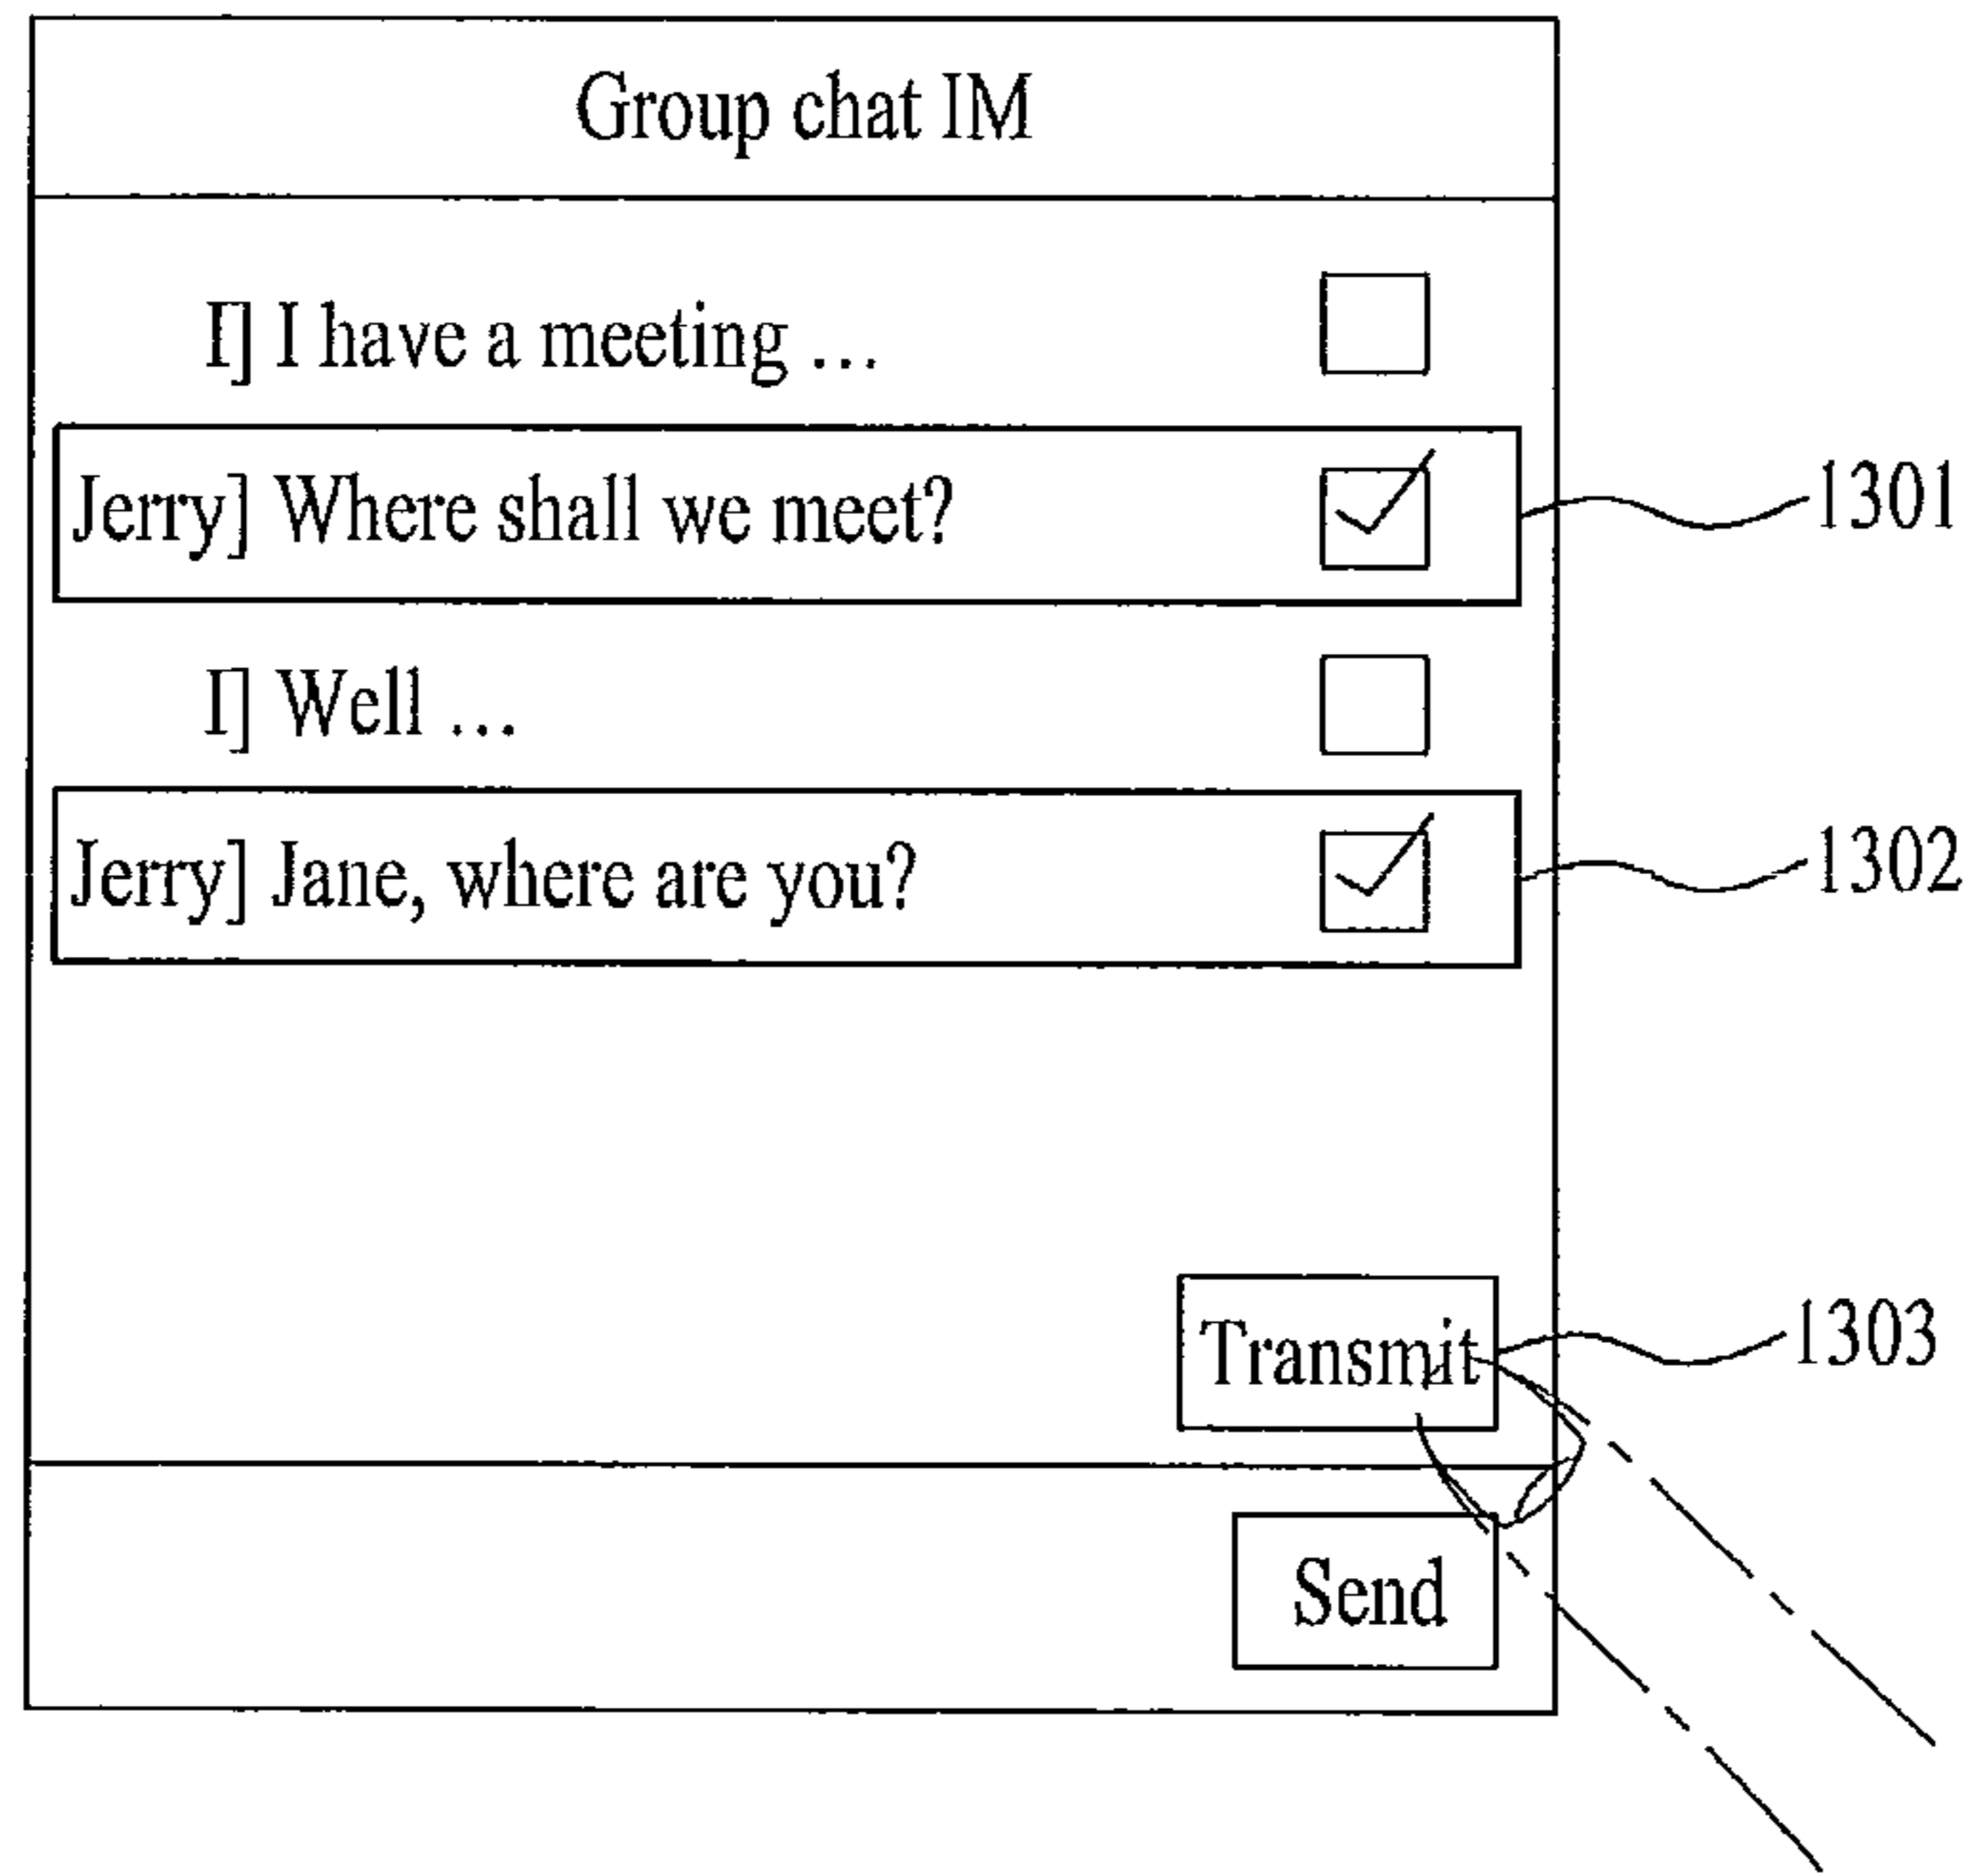 Group chat IM
I] I have a meeting …
Jerry] Where shall we meet?
1301
I] Well …
Jerry] Jane, where are you?
1302
Transmit
1303
Send